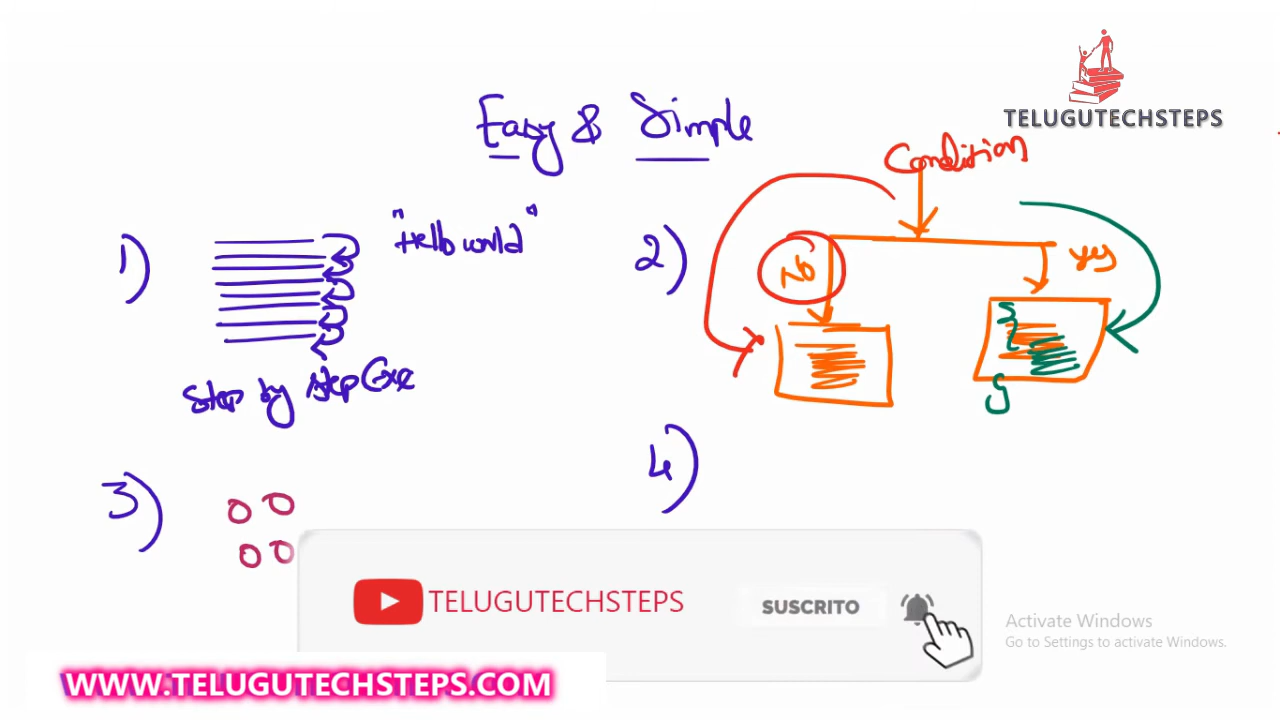 TELUGUTECHSTEPS
Easy & Simple
Condition
1)
"Hello world"
2)
No
yes
Step by step Exe
3)
4)
TELUGUTECHSTEPS
SUSCRITO
Activate Windows
Go to Settings to activate Windows.
WWW.TELUGUTECHSTEPS.COM